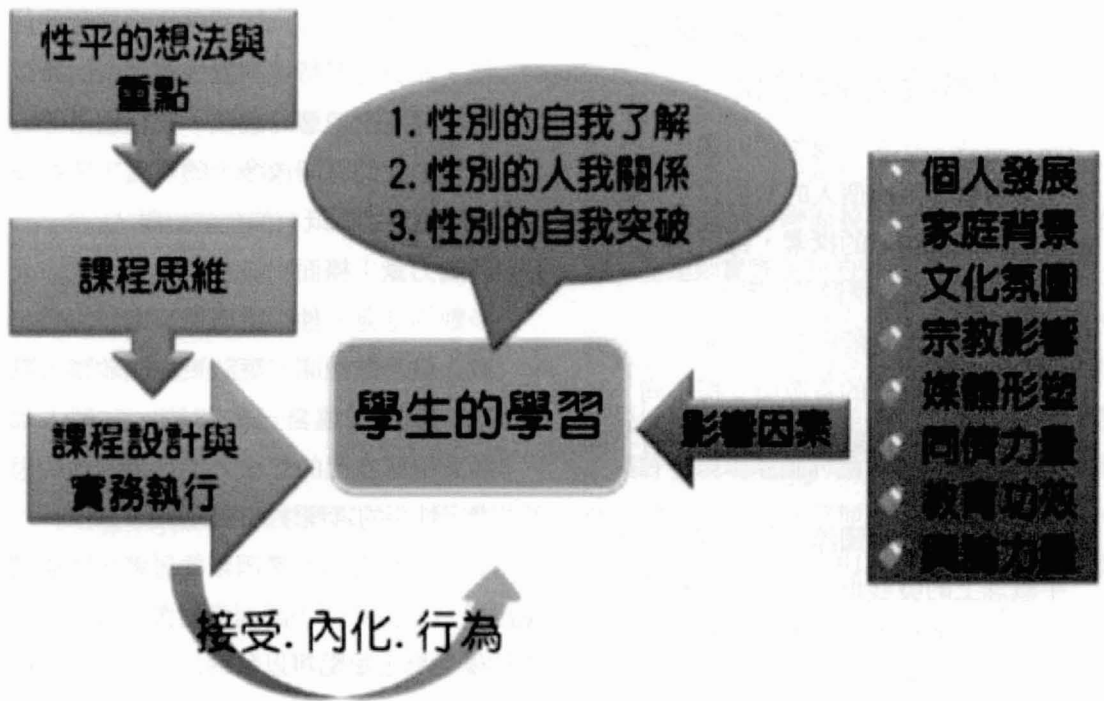 性平的想法與
重點
課程思維
課程設計與
實務執行
1. 性別的自我了解
2. 性別的人我關係
3. 性別的自我突破
學生的學習
影響因素
個人發展
家庭背景
文化氛圍
宗教影響
媒體形塑
同儕力量
教育功效
輿論力量
接受. 內化. 行為